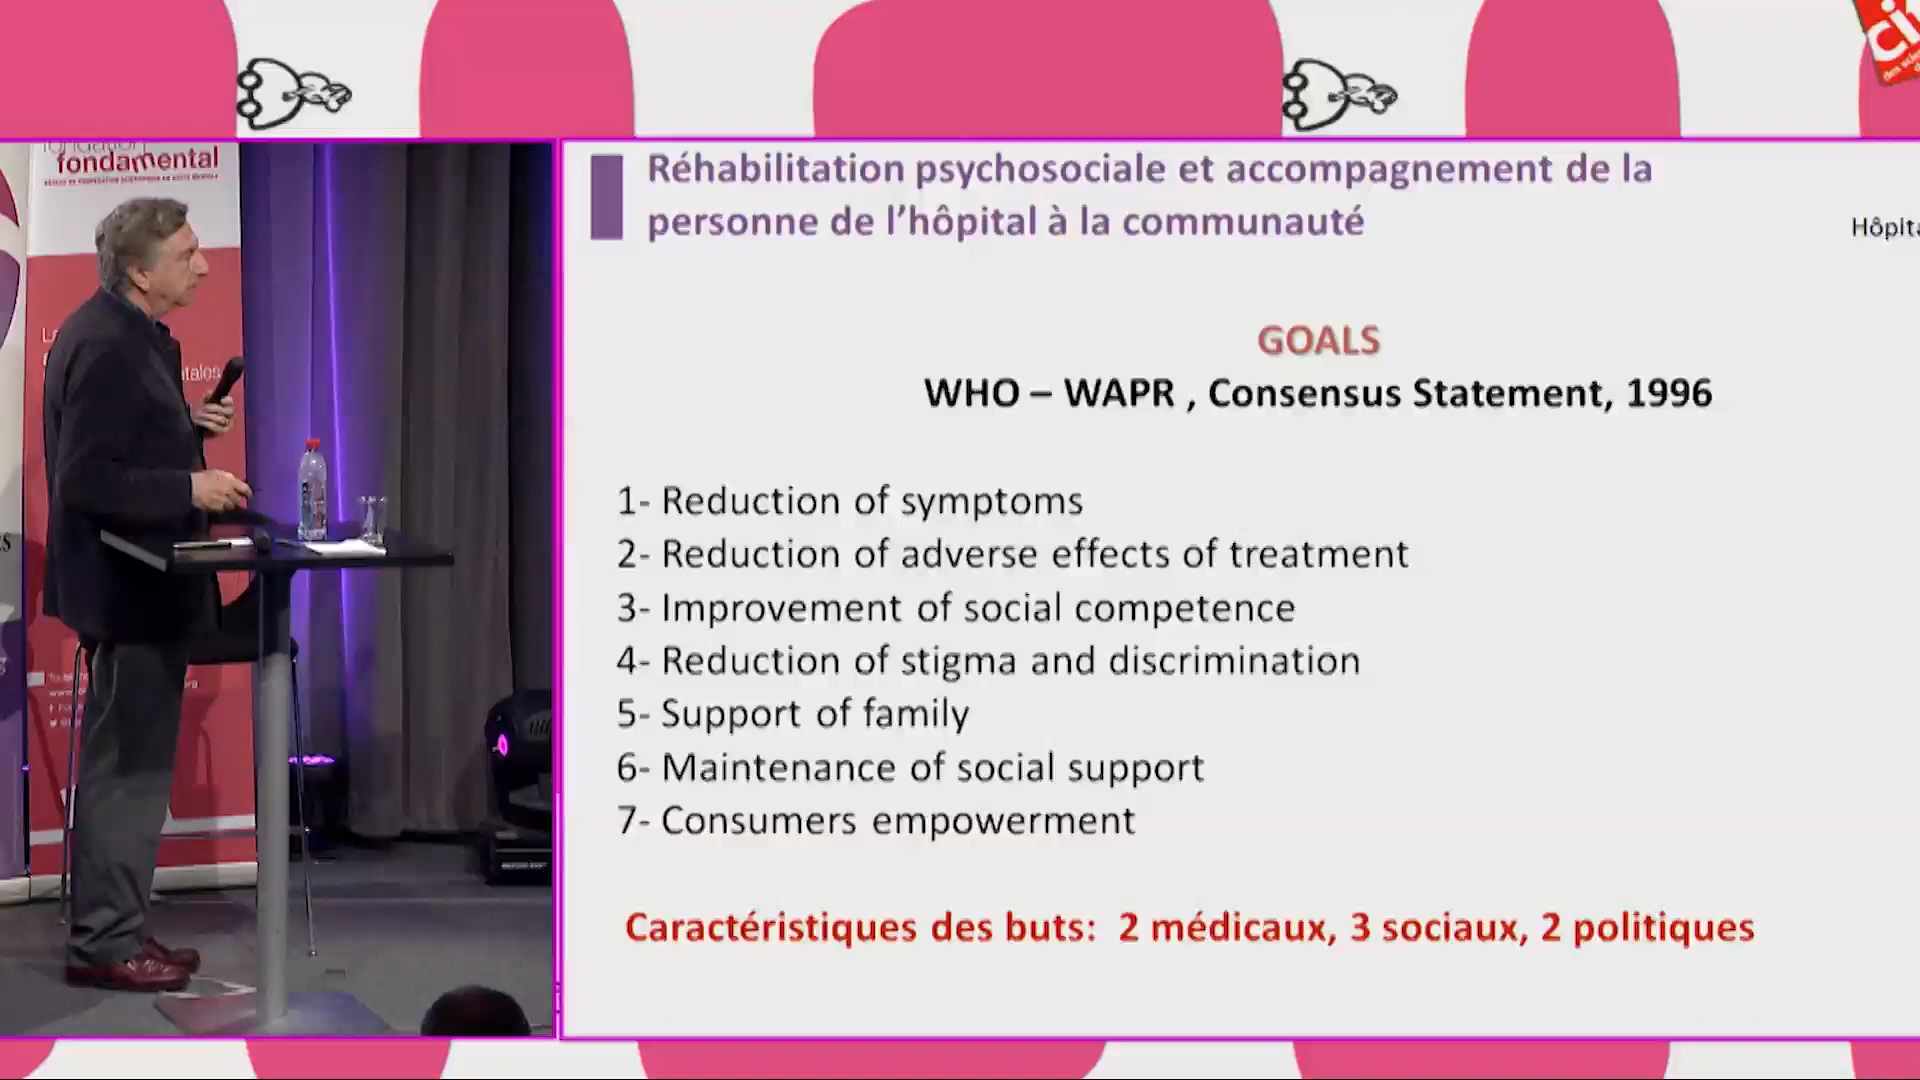 fondation
fondamental
Réhabilitation psychosociale et accompagnement de la
personne de l'hôpital à la communauté
GOALS
WHO – WAPR , Consensus Statement, 1996
1- Reduction of symptoms
2- Reduction of adverse effects of treatment
3- Improvement of social competence
4- Reduction of stigma and discrimination
5- Support of family
6- Maintenance of social support
7- Consumers empowerment
Caractéristiques des buts: 2 médicaux, 3 sociaux, 2 politiques